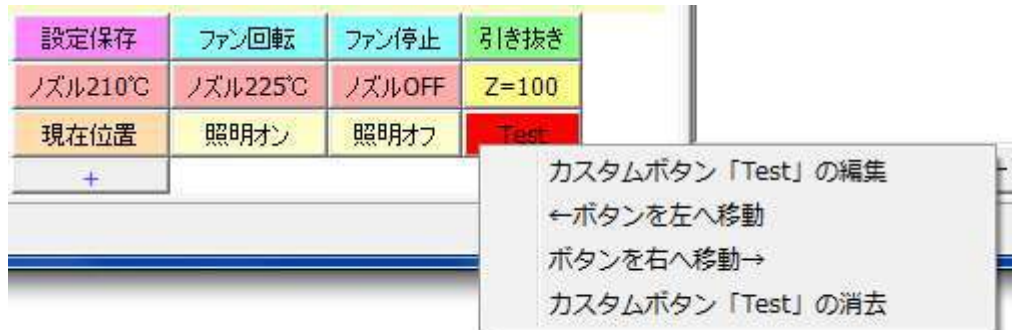 設定保存 ファン回転 ファン停止 引き抜き
ノズル210℃ ノズル225℃ ノズルOFF Z=100
現在位置 照明オン 照明オフ Test
+
カスタムボタン「Test」の編集
←ボタンを左へ移動
ボタンを右へ移動→
カスタムボタン「Test」の消去